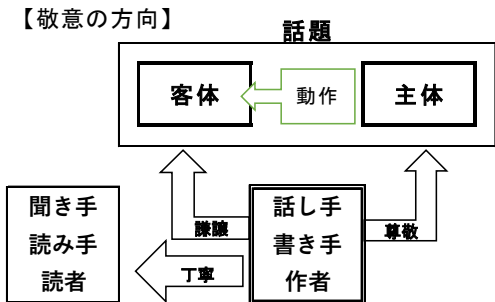 【敬意の方向】
話題
客体
動作
主体
謙譲
尊敬
聞き手
読み手
読者
話し手
書き手
作者
丁寧